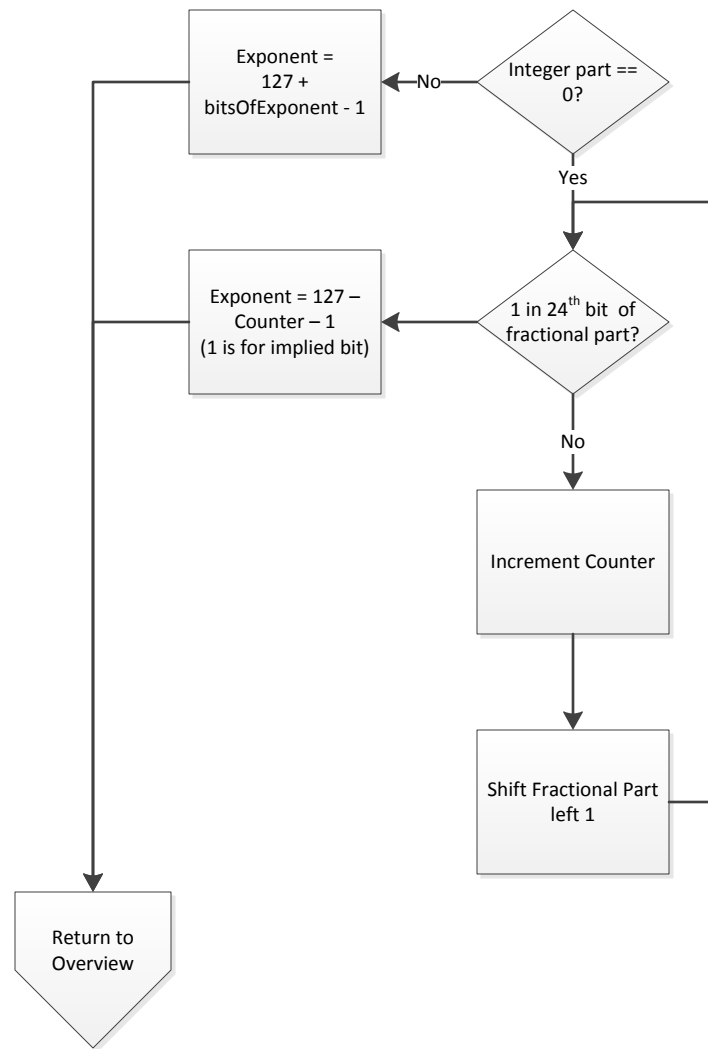 Exponent =
127 +
bitsOfExponent - 1
No
Integer part ==
0?
Yes
Exponent = 127 –
Counter – 1
(1 is for implied bit)
1 in 24th bit of
fractional part?
No
Increment Counter
Shift Fractional Part
left 1
Return to
Overview